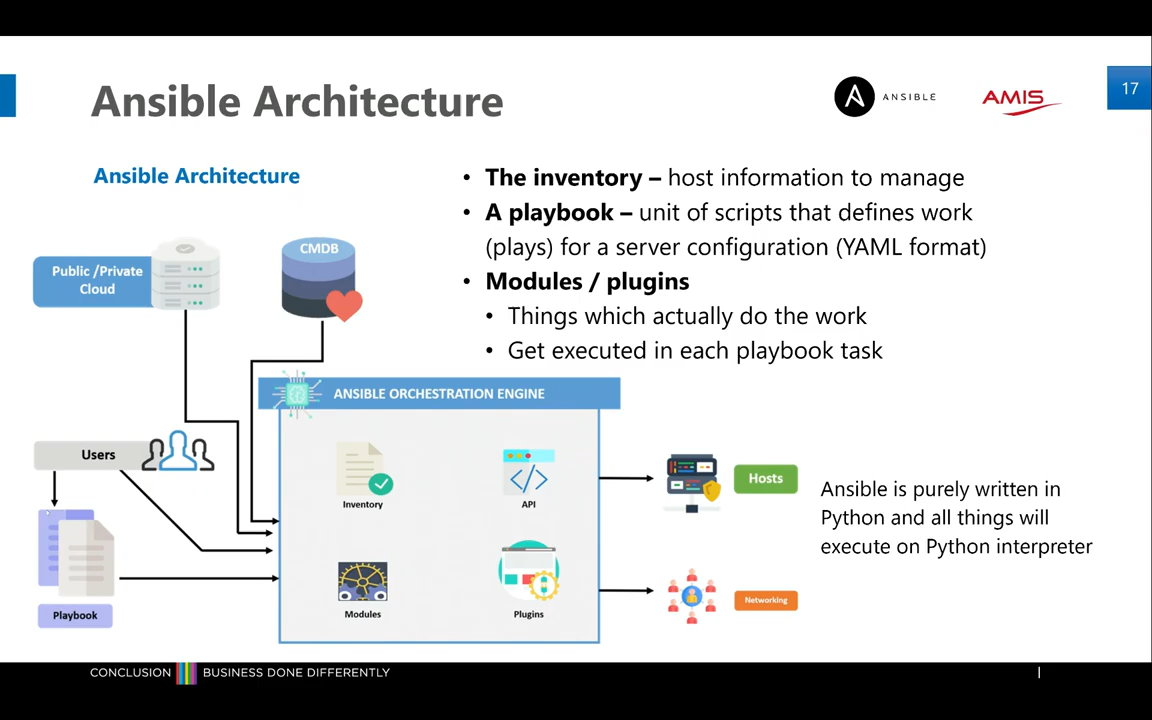 Ansible Architecture
ANSIBLE
AMIS
17
Ansible Architecture
• The inventory – host information to manage
• A playbook – unit of scripts that defines work
(plays) for a server configuration (YAML format)
• Modules / plugins
• Things which actually do the work
• Get executed in each playbook task
Public /Private
Cloud
CMDB
ANSIBLE ORCHESTRATION ENGINE
Users
Inventory
API
Hosts
Playbook
Modules
Plugins
Networking
Ansible is purely written in
Python and all things will
execute on Python interpreter
CONCLUSION BUSINESS DONE DIFFERENTLY